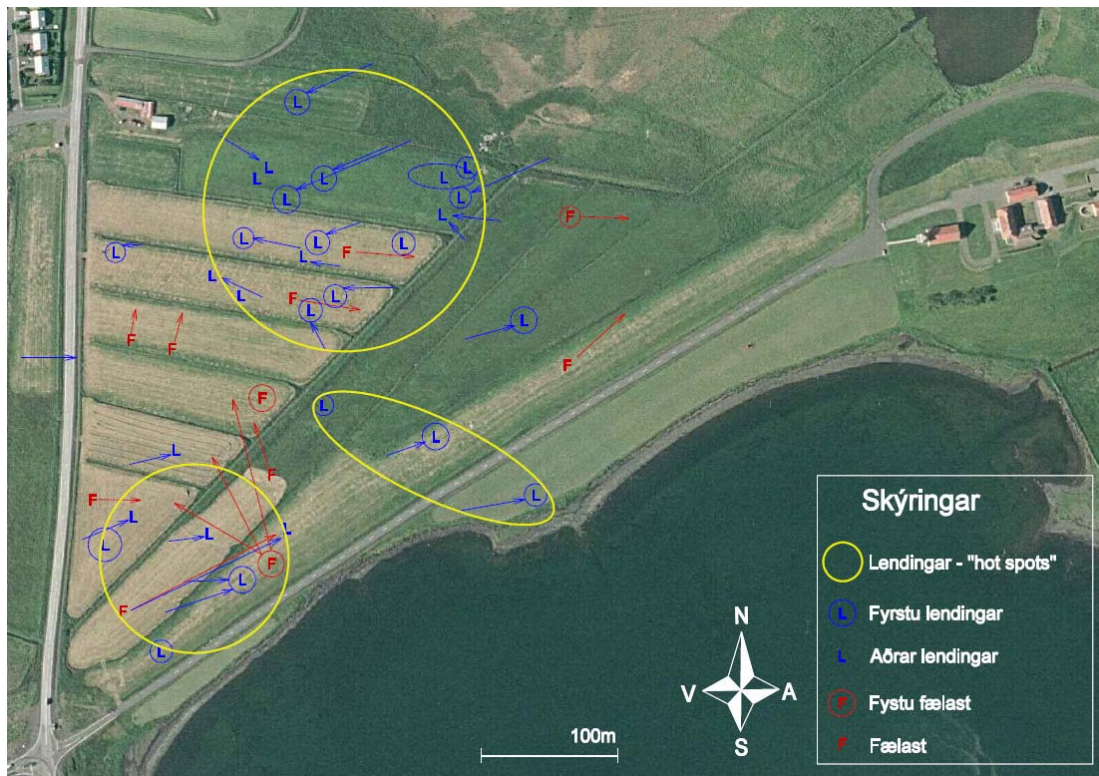 L
L L
L L L
L L
L F
L L L
L F
L
L
L F L
L
L
F F
F
F L
L
L
F
F L
L
L L
L
F
L
F
L
Skýringar
Lendingar - "hot spots"
L Fyrstu lendingar
L Aðrar lendingar
F Fystu fælast
F Fælast
N
V A
S
100m